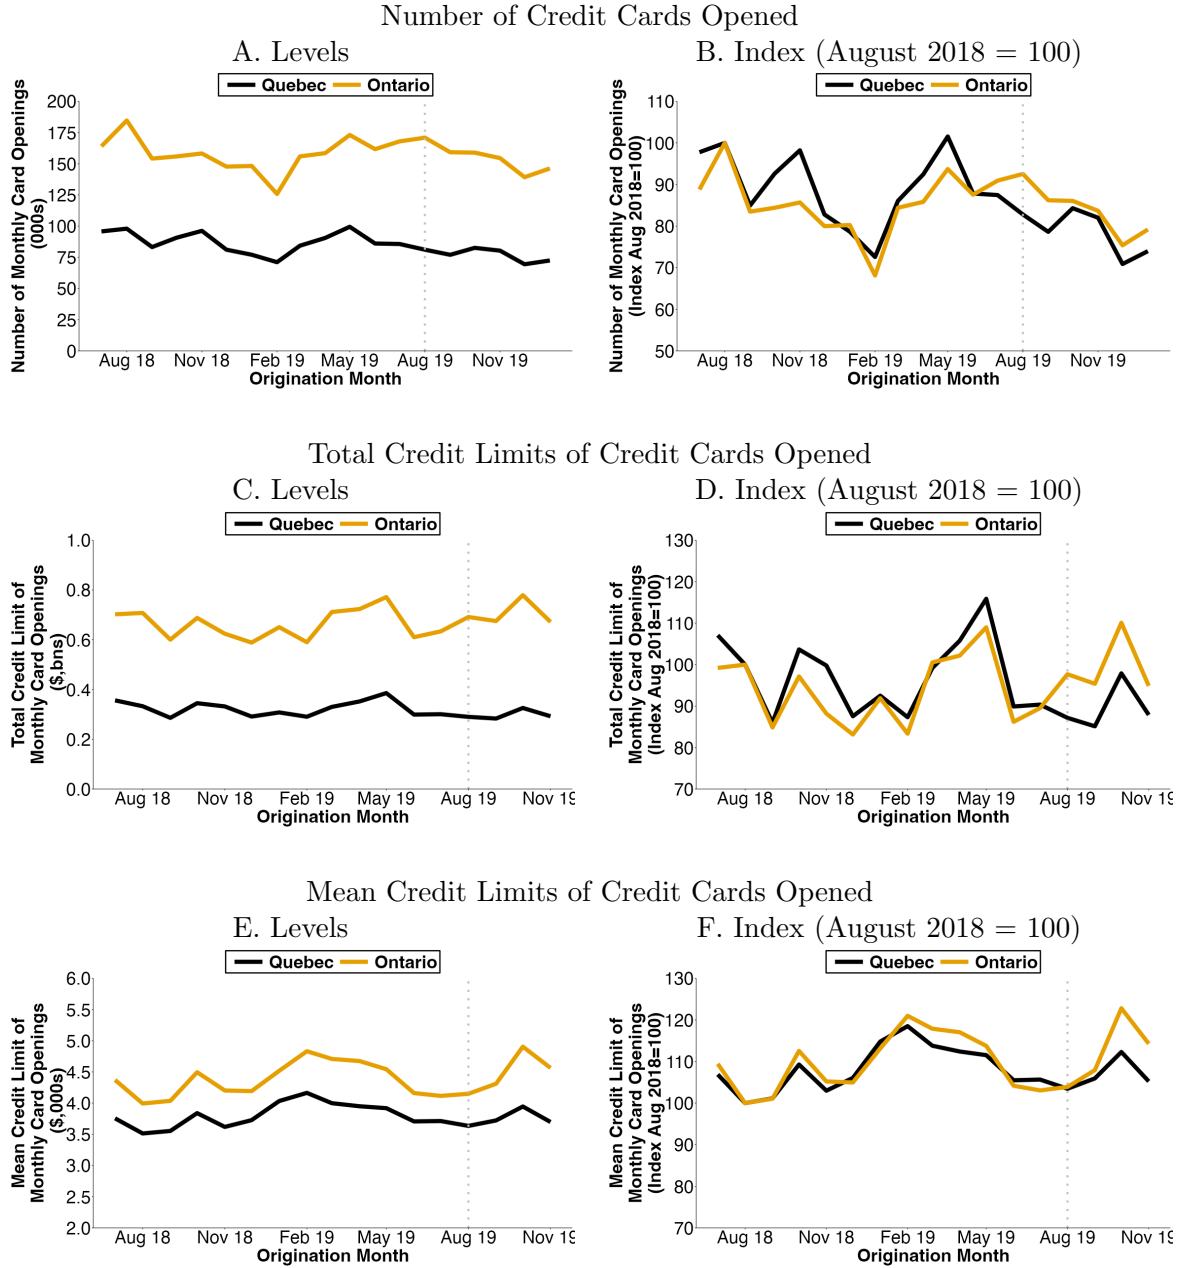 Number of Credit Cards Opened
A. Levels
Quebec Ontario
Number of Monthly Card Openings
(000s)
200
175
150
125
100
75
50
25
0
Aug 18 Nov 18 Feb 19 May 19 Aug 19 Nov 19
Origination Month
B. Index (August 2018 = 100)
Quebec Ontario
Number of Monthly Card Openings
(Index Aug 2018=100)
110
100
90
80
70
60
50
Aug 18 Nov 18 Feb 19 May 19 Aug 19 Nov 19
Origination Month
Total Credit Limits of Credit Cards Opened
C. Levels
Quebec Ontario
Total Credit Limit of
Monthly Card Openings
($,bns)
1.0
0.8
0.6
0.4
0.2
0.0
Aug 18 Nov 18 Feb 19 May 19 Aug 19 Nov 19
Origination Month
D. Index (August 2018 = 100)
Quebec Ontario
Total Credit Limit of
Monthly Card Openings
(Index Aug 2018=100)
130
120
110
100
90
80
70
Aug 18 Nov 18 Feb 19 May 19 Aug 19 Nov 19
Origination Month
Mean Credit Limits of Credit Cards Opened
E. Levels
Quebec Ontario
Mean Credit Limit of
Monthly Card Openings
($,000s)
6.0
5.5
5.0
4.5
4.0
3.5
3.0
2.5
2.0
Aug 18 Nov 18 Feb 19 May 19 Aug 19 Nov 19
Origination Month
F. Index (August 2018 = 100)
Quebec Ontario
Mean Credit Limit of
Monthly Card Openings
(Index Aug 2018=100)
130
120
110
100
90
80
70
Aug 18 Nov 18 Feb 19 May 19 Aug 19 Nov 19
Origination Month